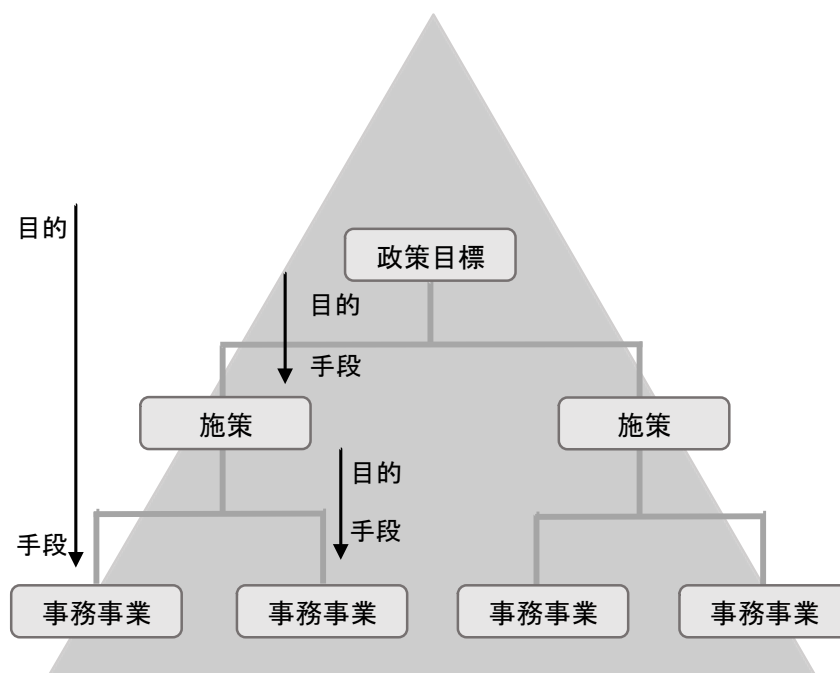 目的
政策目標
目的
手段
施策
施策
目的
手段
手段
事務事業
事務事業
事務事業
事務事業